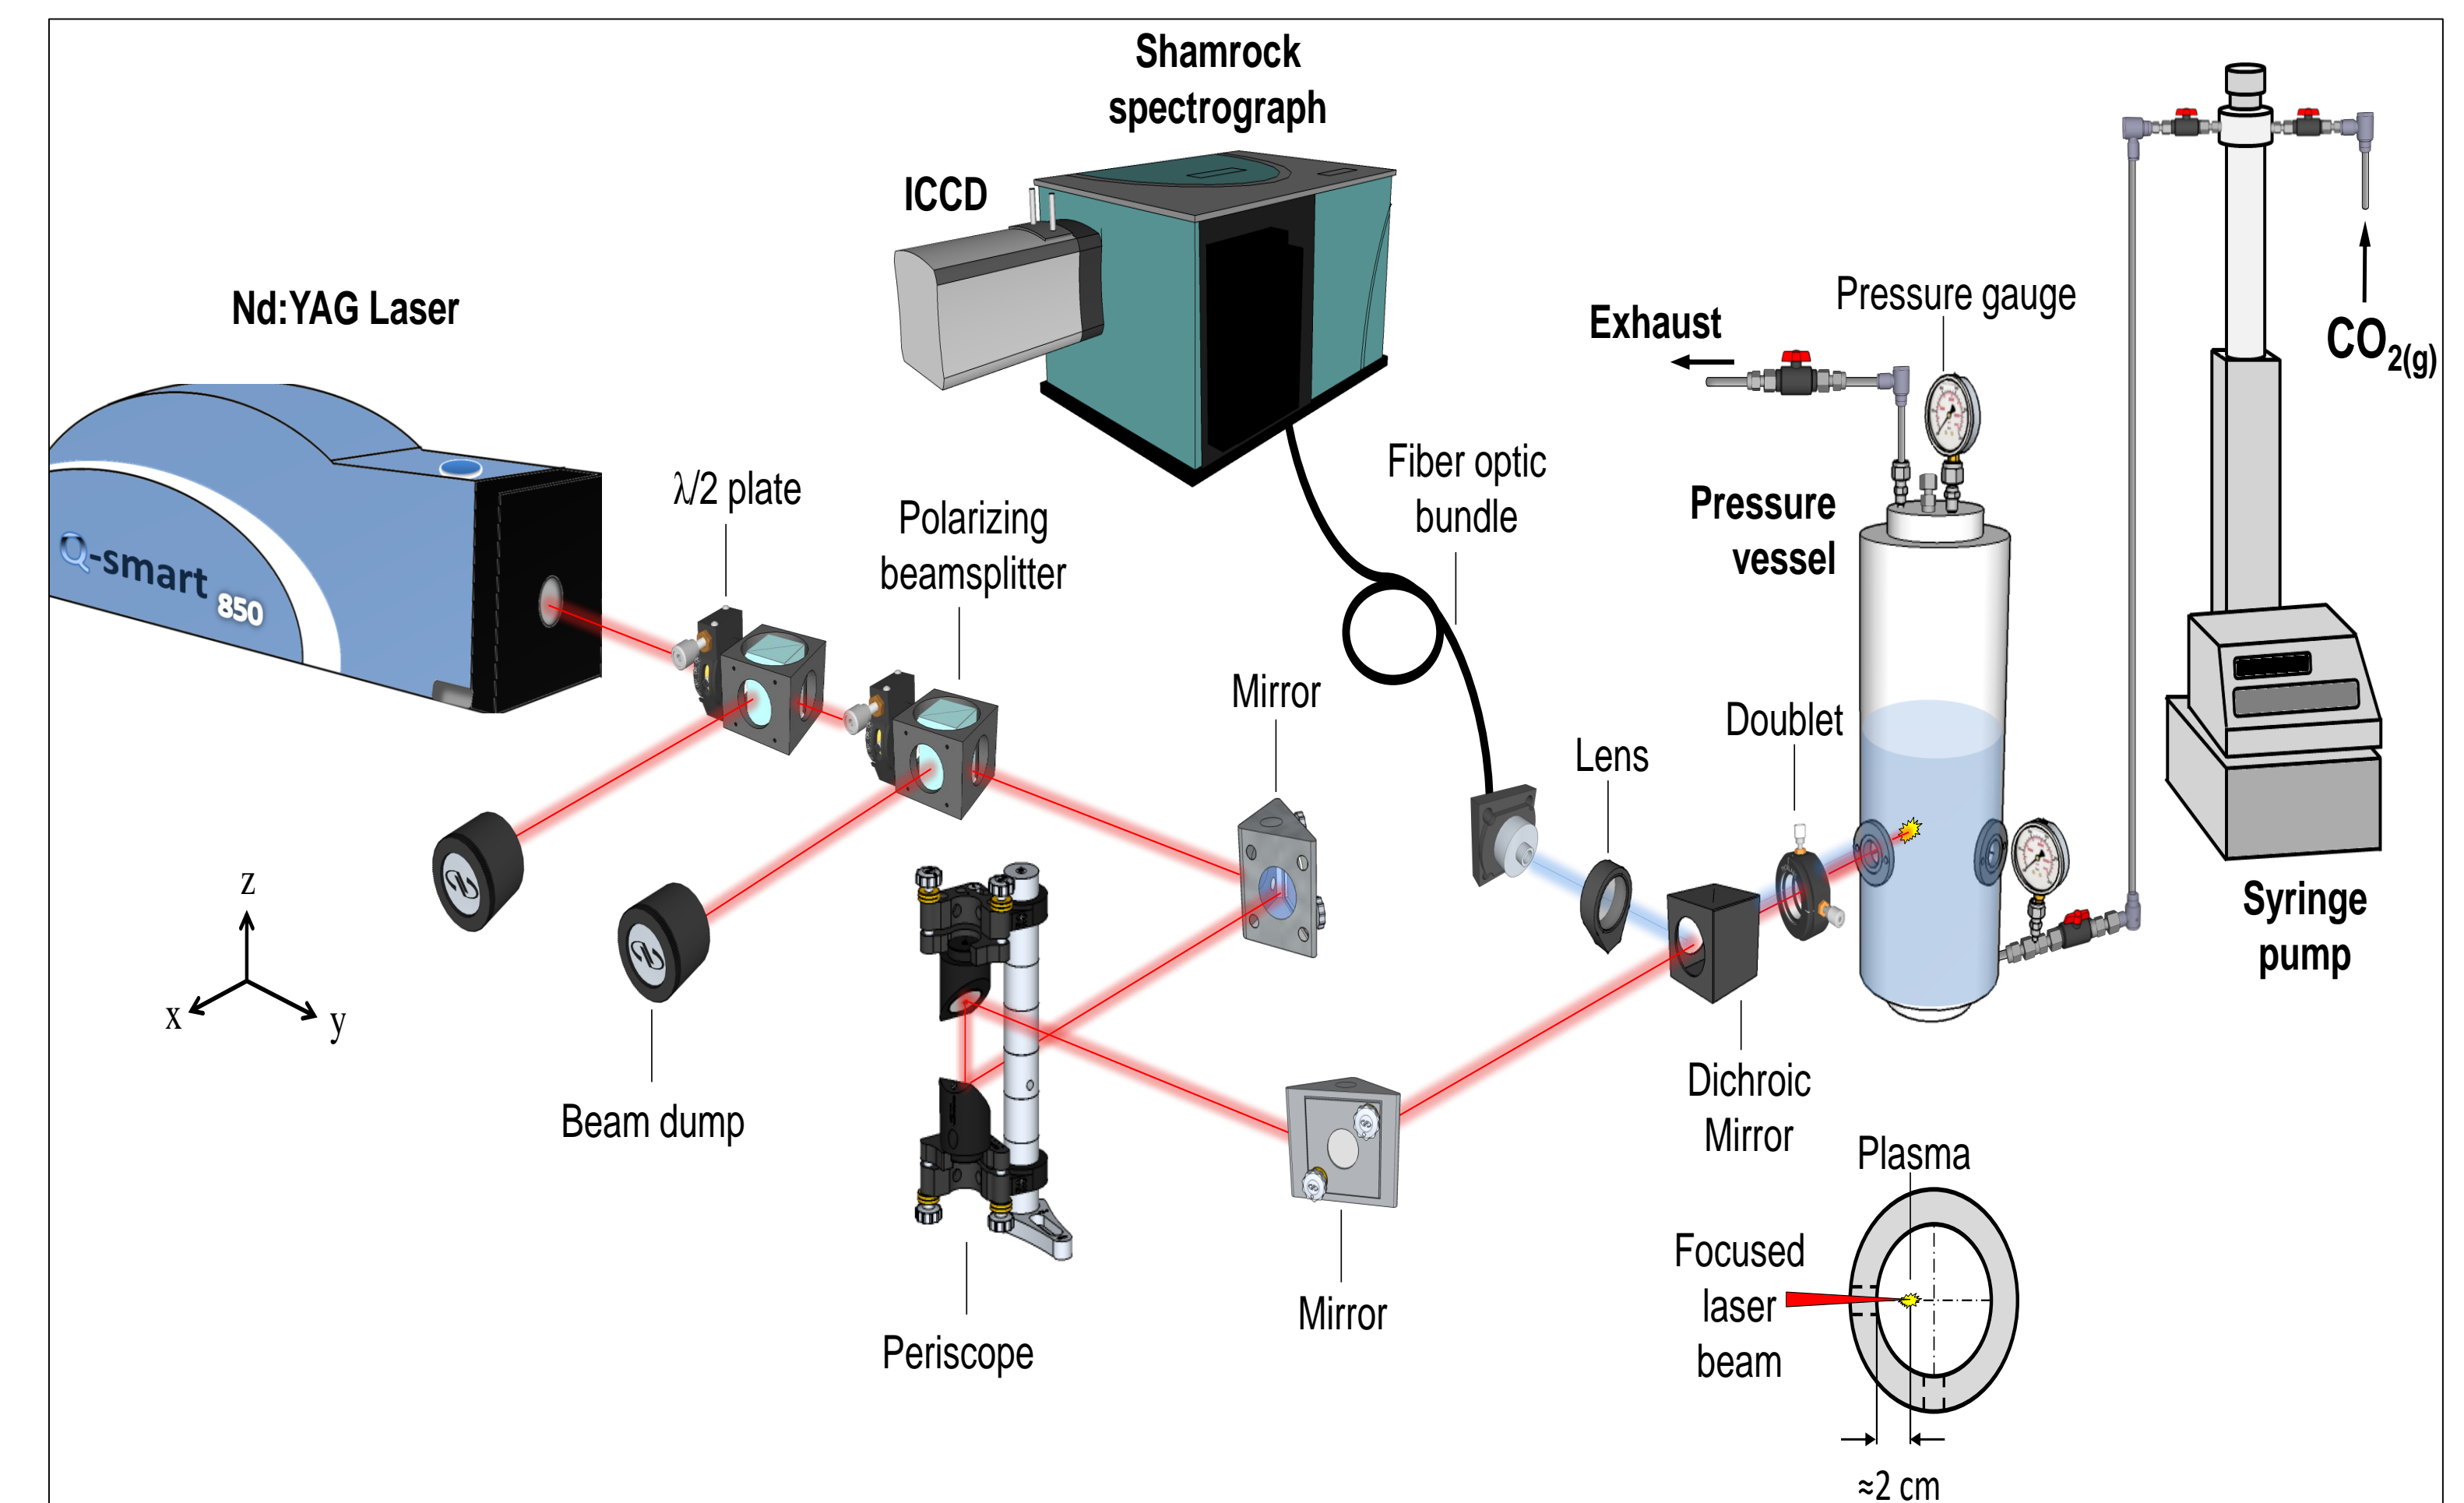 Shamrock
spectrograph
ICCD
Nd:YAG Laser
Q-smart 850
λ/2 plate
Polarizing
beamsplitter
Fiber optic
bundle
Exhaust
Pressure gauge
CO2(g)
Pressure
vessel
Mirror
Lens
Doublet
Syringe
pump
z
x
y
Beam dump
Periscope
Mirror
Dichroic
Mirror
Plasma
Focused
laser
beam
≈2 cm